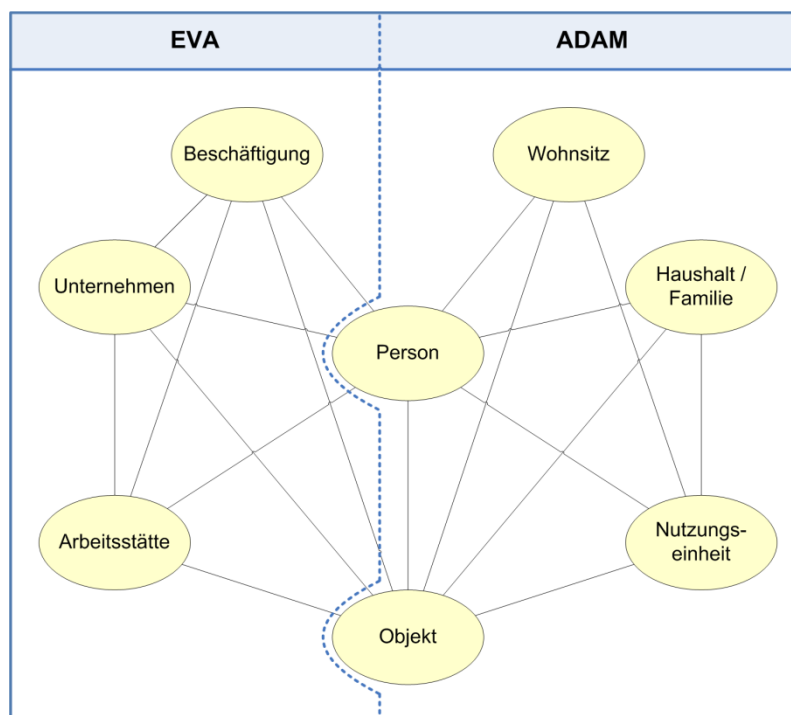 EVA
ADAM
Beschäftigung
Wohnsitz
Unternehmen
Haushalt /
Familie
Person
Arbeitsstätte
Nutzungs-
einheit
Objekt